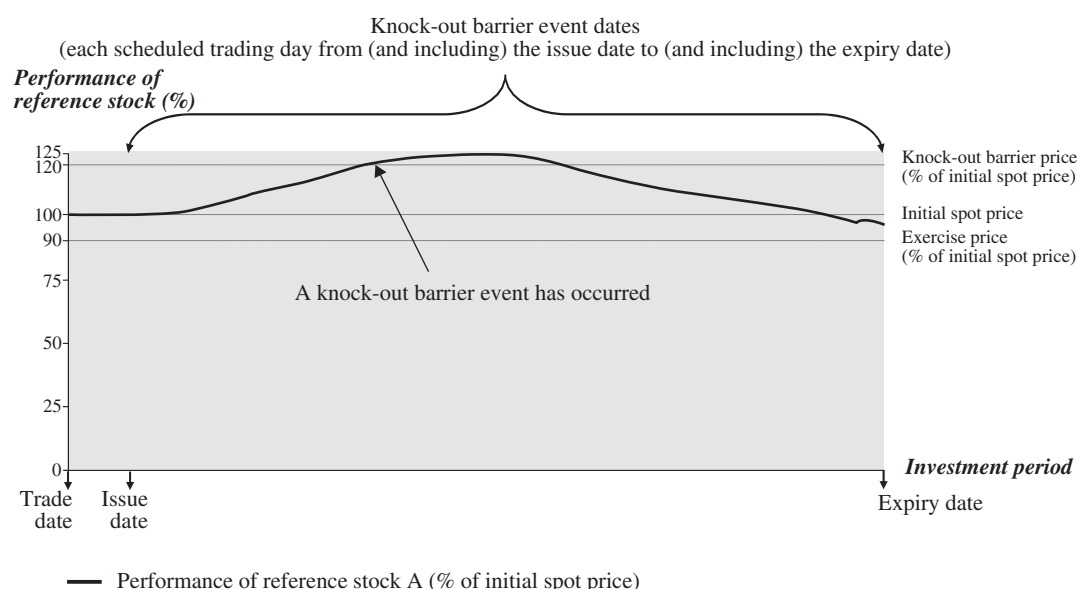 Knock-out barrier event dates
(each scheduled trading day from (and including) the issue date to (and including) the expiry date)
Performance of
reference stock (%)
125
120
100
90
75
50
25
0
Knock-out barrier price
(% of initial spot price)
Initial spot price
Exercise price
(% of initial spot price)
A knock-out barrier event has occurred
Investment period
Trade
date
Issue
date
Expiry date
Performance of reference stock A (% of initial spot price)